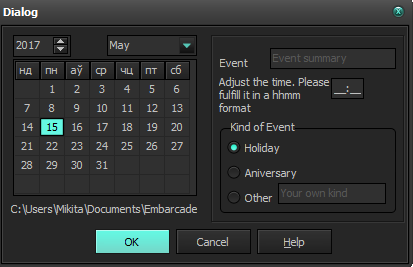 Dialog
2017 May
нд пн аў ср чц пт сб
1 2 3 4 5 6
7 8 9 10 11 12 13
14 15 16 17 18 19 20
21 22 23 24 25 26 27
28 29 30 31
C:\Users\Mikita\Documents\Embarcade
Event Event summary
Adjust the time. Please
fulfill it in a hhmm
format
__:__
Kind of Event
Holiday
Aniversary
Other Your own kind
OK Cancel Help